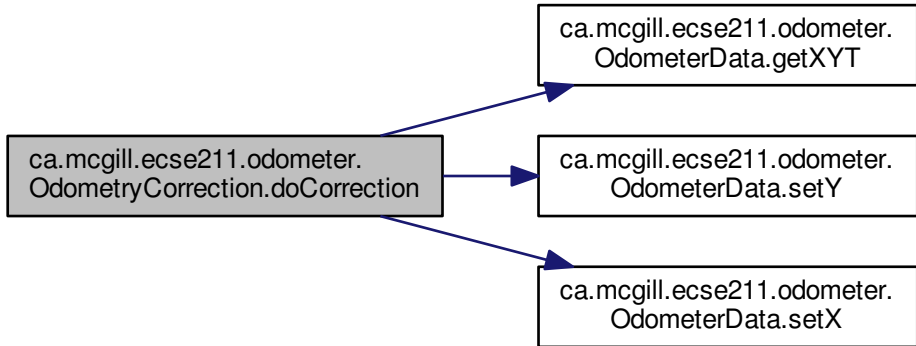 ca.mcgill.ecse211.odometer.
OdometryCorrection.doCorrection
ca.mcgill.ecse211.odometer.
OdometerData.getXYT
ca.mcgill.ecse211.odometer.
OdometerData.setY
ca.mcgill.ecse211.odometer.
OdometerData.setX